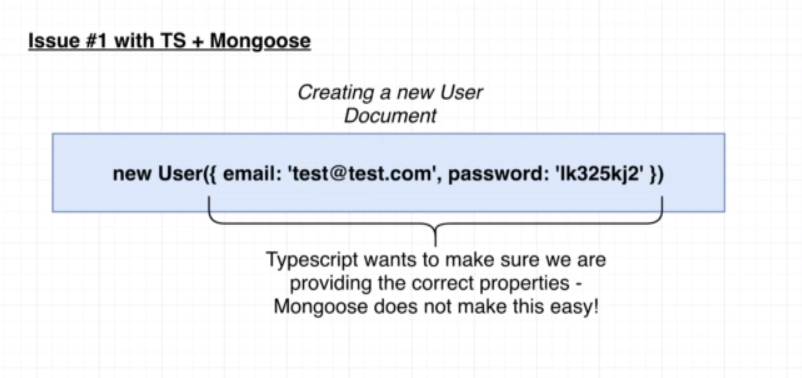 Issue #1 with TS + Mongoose
Creating a new User
Document
new User({ email: 'test@test.com', password: 'lk325kj2' })
Typescript wants to make sure we are
providing the correct properties -
Mongoose does not make this easy!